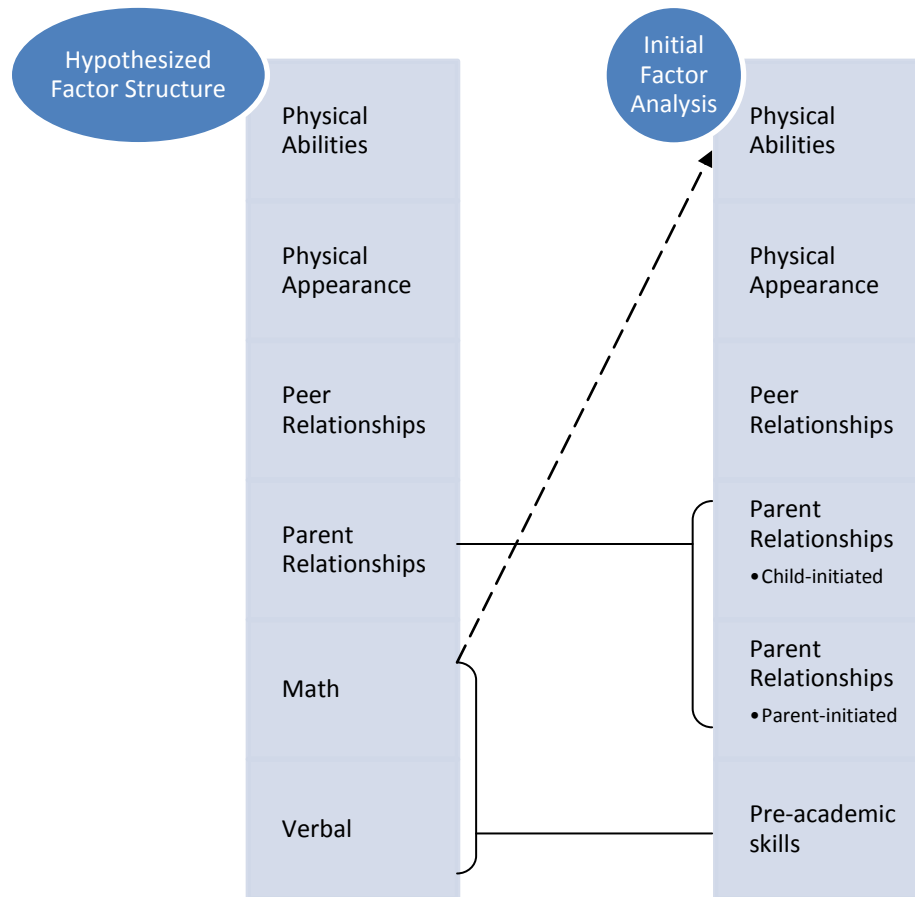 Hypothesized
Factor Structure
Physical
Abilities
Physical
Appearance
Peer
Relationships
Parent
Relationships
Math
Verbal
Initial
Factor
Analysis
Physical
Abilities
Physical
Appearance
Peer
Relationships
Parent
Relationships
•Child-initiated
Parent
Relationships
•Parent-initiated
Pre-academic
skills